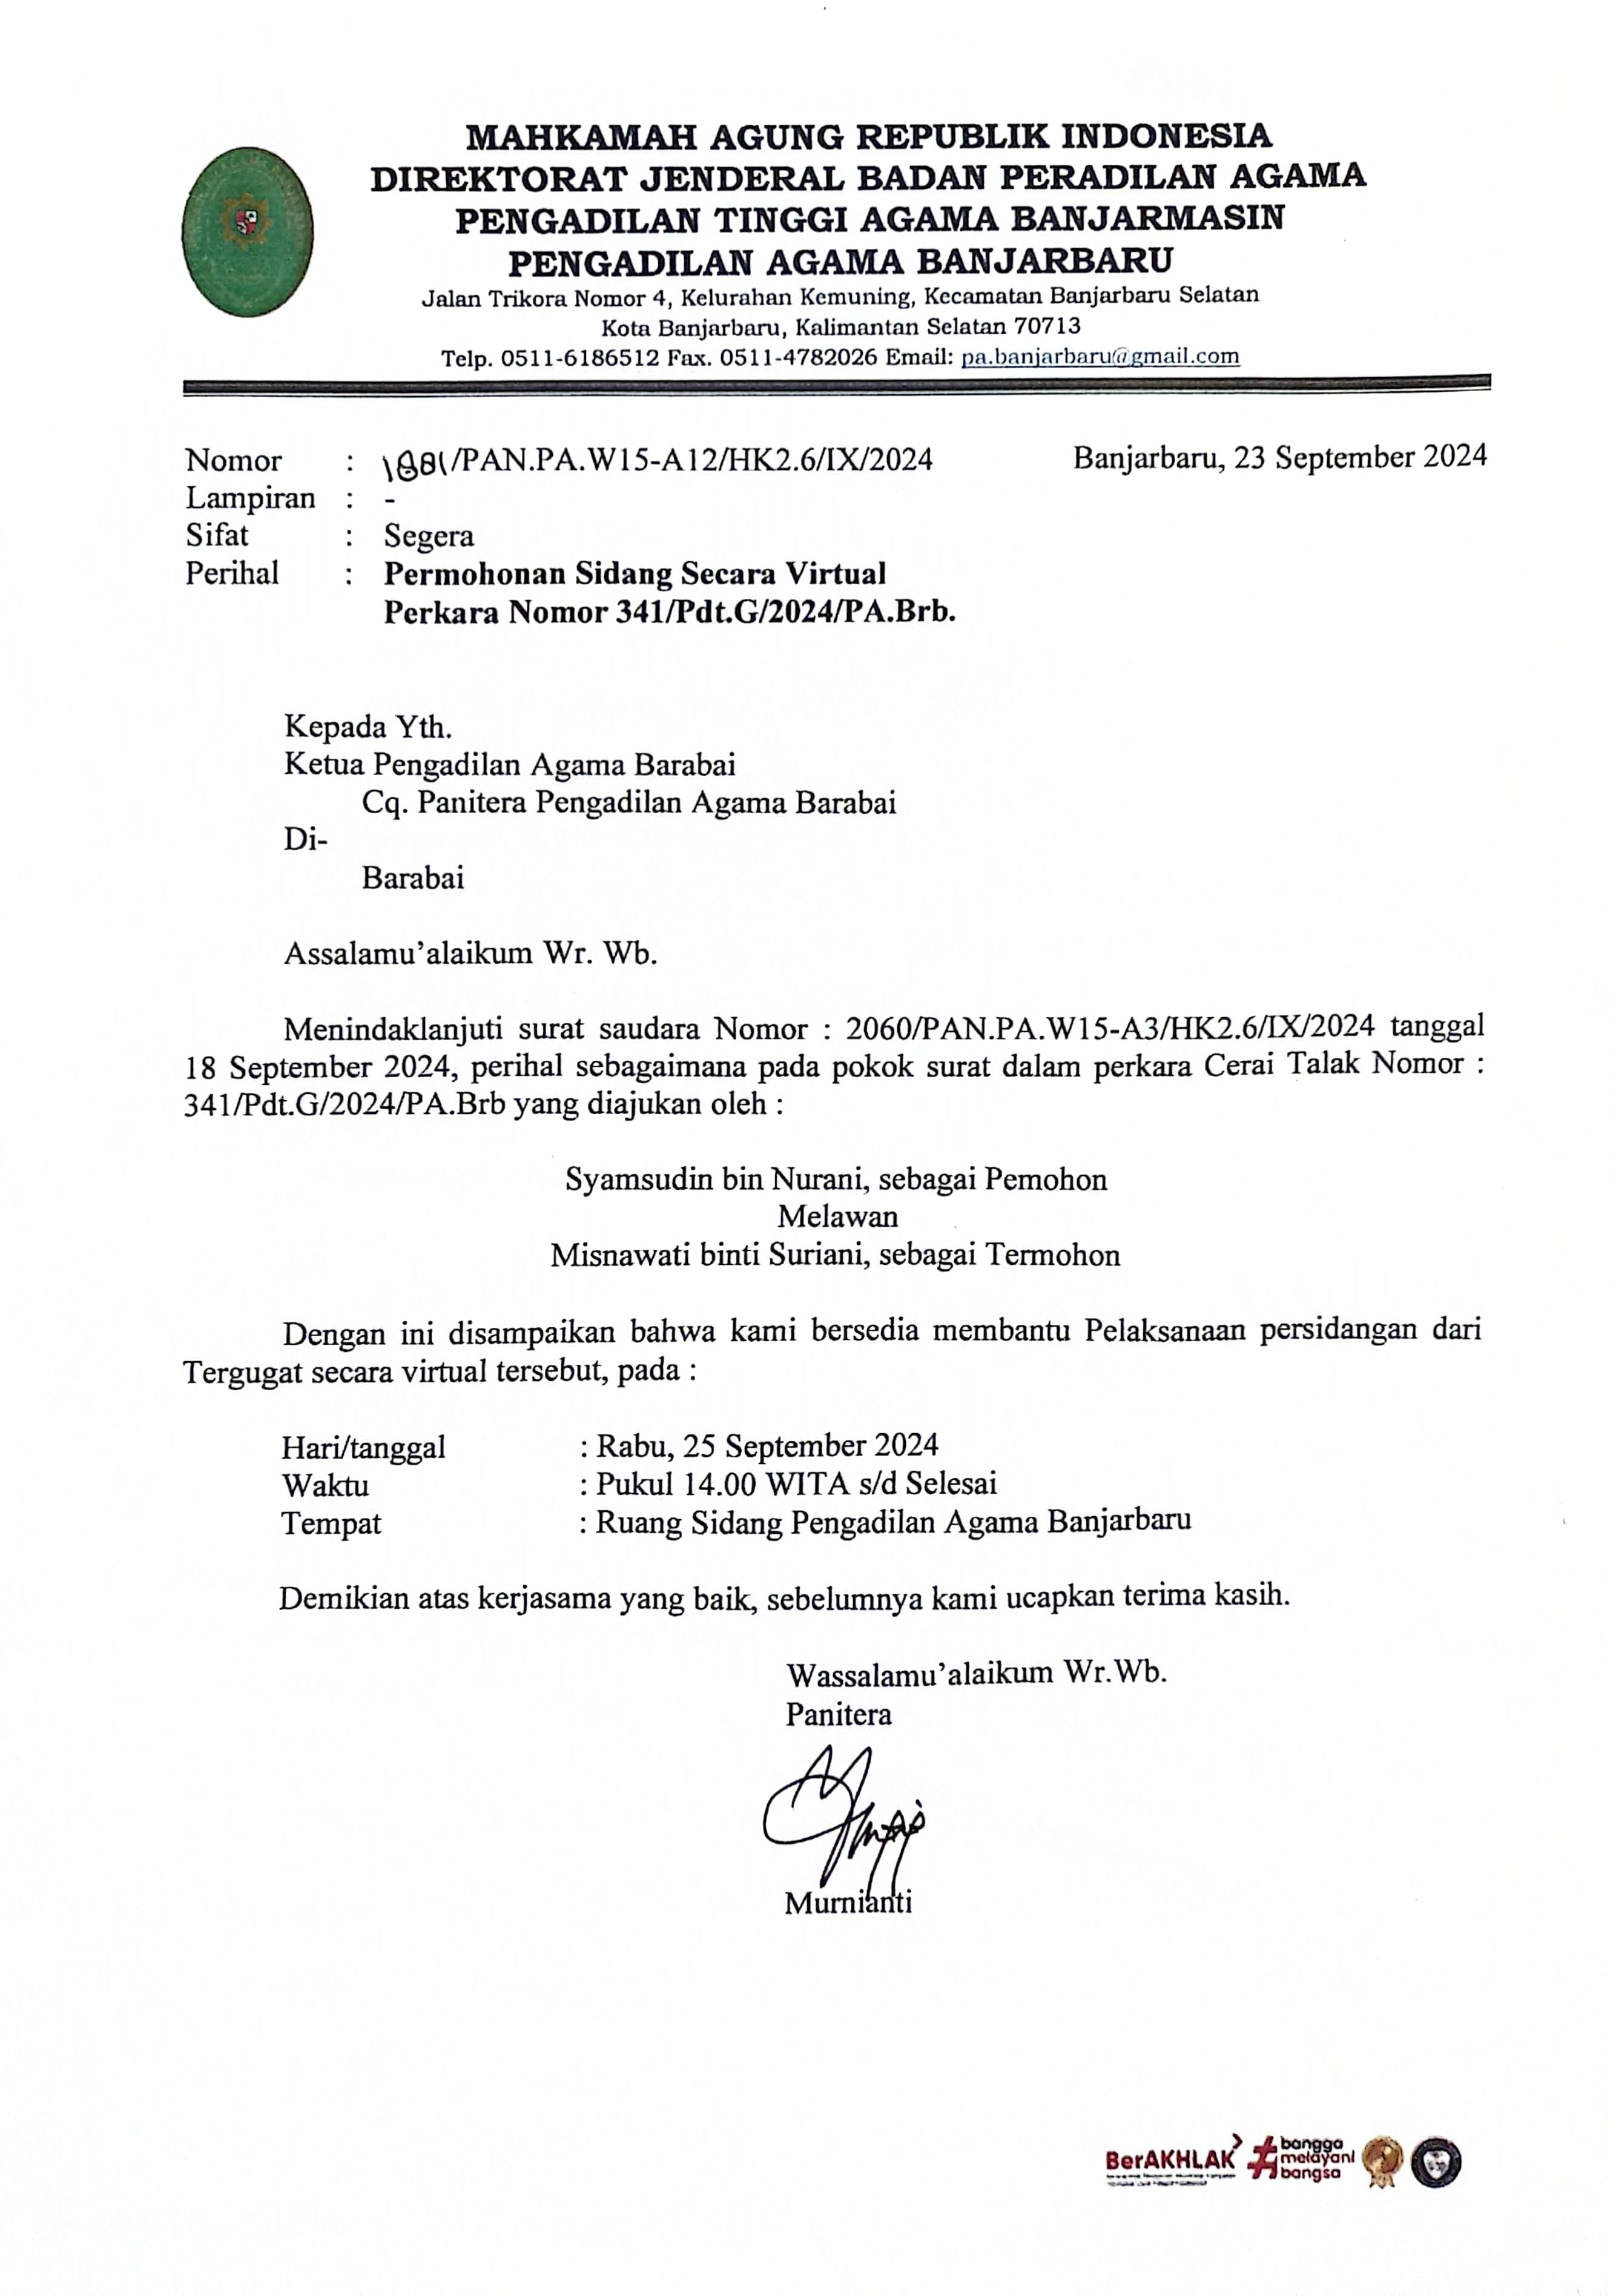 MAHKAMAH AGUNG REPUBLIK INDONESIA
DIREKTORAT JENDERAL BADAN PERADILAN AGAMA
PENGADILAN TINGGI AGAMA BANJARMASIN
PENGADILAN AGAMA BANJARBARU
Jalan Trikora Nomor 4, Kelurahan Kemuning, Kecamatan Banjarbaru Selatan
Kota Banjarbaru, Kalimantan Selatan 70713
Telp. 0511-6186512 Fax. 0511-4782026 Email: pa.banjarbaru@gmail.com
Nomor : 1881/PAN.PA.W15-A12/HK2.6/IX/2024 Banjarbaru, 23 September 2024
Lampiran : -
Sifat : Segera
Perihal : Permohonan Sidang Secara Virtual
Perkara Nomor 341/Pdt.G/2024/PA.Brb.
Kepada Yth.
Ketua Pengadilan Agama Barabai
Cq. Panitera Pengadilan Agama Barabai
Di-
Barabai
Assalamu’alaikum Wr. Wb.
Menindaklanjuti surat saudara Nomor : 2060/PAN.PA.W15-A3/HK2.6/IX/2024 tanggal
18 September 2024, perihal sebagaimana pada pokok surat dalam perkara Cerai Talak Nomor :
341/Pdt.G/2024/PA.Brb yang diajukan oleh :
Syamsudin bin Nurani, sebagai Pemohon
Melawan
Misnawati binti Suriani, sebagai Termohon
Dengan ini disampaikan bahwa kami bersedia membantu Pelaksanaan persidangan dari
Tergugat secara virtual tersebut, pada :
Hari/tanggal : Rabu, 25 September 2024
Waktu : Pukul 14.00 WITA s/d Selesai
Tempat : Ruang Sidang Pengadilan Agama Banjarbaru
Demikian atas kerjasama yang baik, sebelumnya kami ucapkan terima kasih.
Wassalamu’alaikum Wr.Wb.
Panitera
Murnianti
BerAKHLAK
# bangga
melayani
bangsa